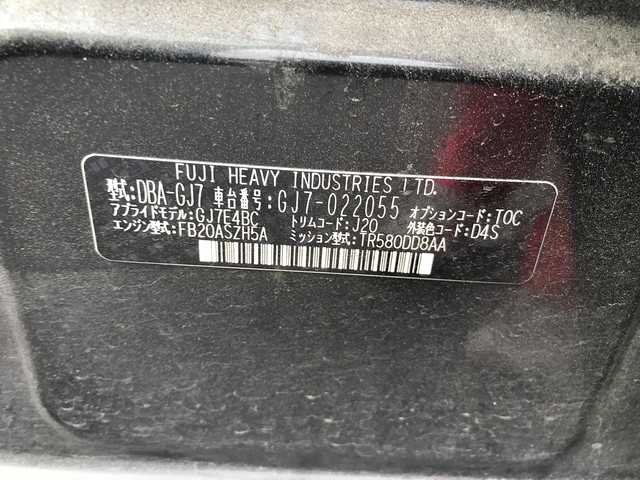 FUJI HEAVY INDUSTRIES LTD.
型式:DBA-GJ7 車台番号:GJ7-022055 オプションコード:TOC
アプライドモデル:GJ7E4BC トリムコード:J20 外装色コード:D4S
エンジン型式:FB20ASZH5A ミッション型式:TR580DD8AA